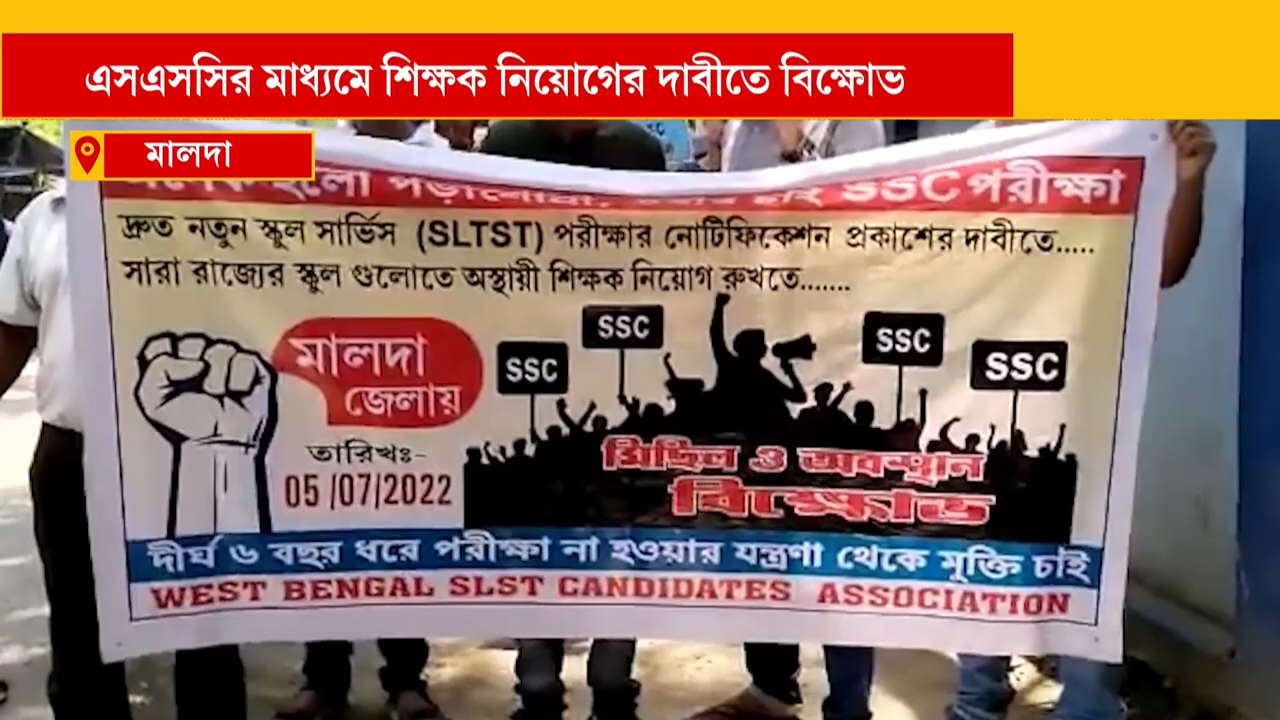 এসএসসির মাধ্যমে শিক্ষক নিয়োগের দাবীতে বিক্ষোভ
মালদা
SSC পরীক্ষা
দ্রুত নতুন স্কুল সার্ভিস (SLTST) পরীক্ষার নোটিফিকেশন প্রকাশের দাবীতে.....
সারা রাজ্যের স্কুল গুলোতে অস্থায়ী শিক্ষক নিয়োগ রুখতে.......
SSC
SSC
SSC
SSC
মালদা
জেলায়
তারিখঃ-
05 /07/2022
মিছিল ও অবস্থান
বিক্ষোভ
দীর্ঘ ৬ বছর ধরে পরীক্ষা না হওয়ার যন্ত্রণা থেকে মুক্তি চাই
WEST BENGAL SLST CANDIDATES ASSOCIATION